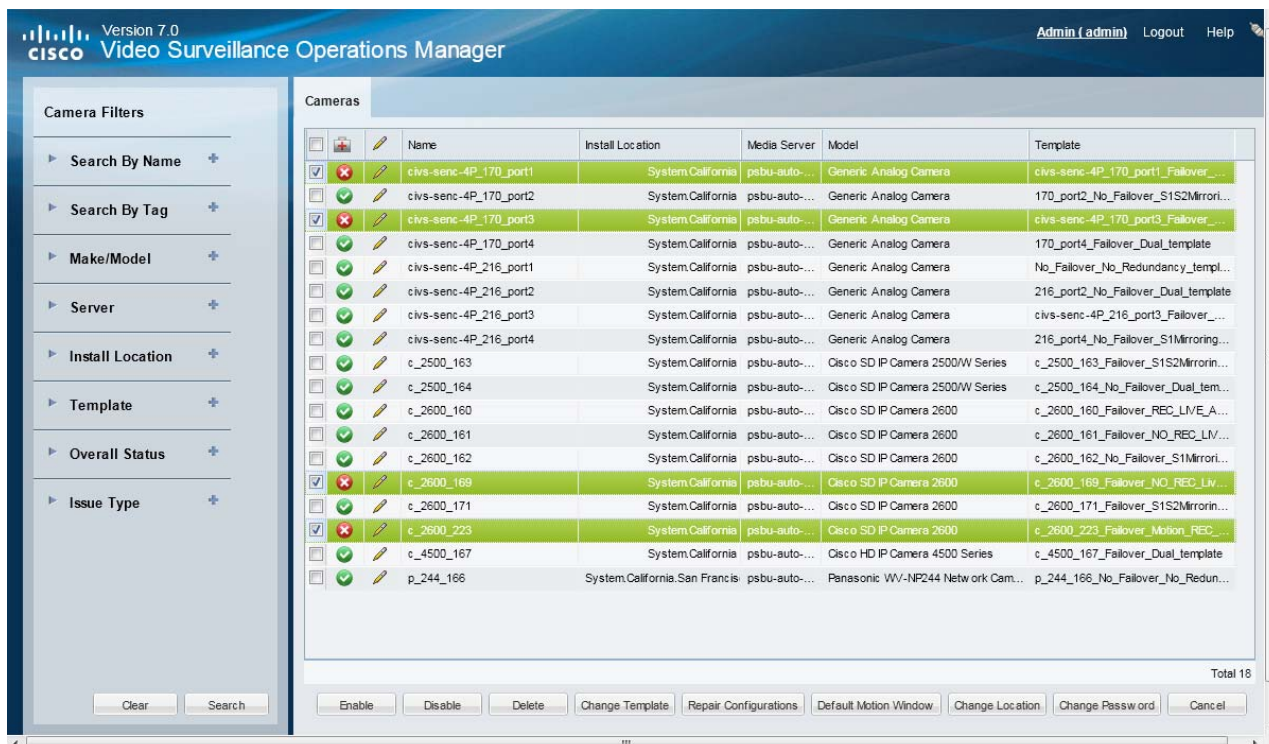 Version 7.0
CISCO Video Surveillance Operations Manager
Admin ( admin) Logout Help
Camera Filters
Search By Name
Search By Tag
Make/Model
Server
Install Location
Template
Overall Status
Issue Type
Clear Search
Cameras
Name Install Location Media Server Model Template
civs-senc-4P_170_port1 System.California psbu-auto-... Generic Analog Camera civs-senc-4P_170_port1_Failover_...
civs-senc-4P_170_port2 System.California psbu-auto-... Generic Analog Camera 170_port2_No_Failover_S1S2Mirrori...
civs-senc-4P_170_port3 System.California psbu-auto-... Generic Analog Camera civs-senc-4P_170_port3_Failover_...
civs-senc-4P_170_port4 System.California psbu-auto-... Generic Analog Camera 170_port4_Failover_Dual_template
civs-senc-4P_216_port1 System.California psbu-auto-... Generic Analog Camera No_Failover_No_Redundancy_templ...
civs-senc-4P_216_port2 System.California psbu-auto-... Generic Analog Camera 216_port2_No_Failover_Dual_template
civs-senc-4P_216_port3 System.California psbu-auto-... Generic Analog Camera civs-senc-4P_216_port3_Failover_...
civs-senc-4P_216_port4 System.California psbu-auto-... Generic Analog Camera 216_port4_No_Failover_S1Mirroring...
c_2500_163 System.California psbu-auto-... Cisco SD IP Camera 2500/W Series c_2500_163_Failover_S1S2Mirrorin...
c_2500_164 System.California psbu-auto-... Cisco SD IP Camera 2500/W Series c_2500_164_No_Failover_Dual_tem...
c_2600_160 System.California psbu-auto-... Cisco SD IP Camera 2600 c_2600_160_Failover_REC_LIVE_A...
c_2600_161 System.California psbu-auto-... Cisco SD IP Camera 2600 c_2600_161_Failover_NO_REC_LIV...
c_2600_162 System.California psbu-auto-... Cisco SD IP Camera 2600 c_2600_162_No_Failover_S1Mirrori...
c_2600_169 System.California psbu-auto-... Cisco SD IP Camera 2600 c_2600_169_Failover_NO_REC_Liv...
c_2600_171 System.California psbu-auto-... Cisco SD IP Camera 2600 c_2600_171_Failover_S1S2Mirrorin...
c_2600_223 System.California psbu-auto-... Cisco SD IP Camera 2600 c_2600_223_Failover_Motion_REC_...
c_4500_167 System.California psbu-auto-... Cisco HD IP Camera 4500 Series c_4500_167_Failover_Dual_template
p_244_166 System.California.San Francis psbu-auto-... Panasonic WV-NP244 Network Cam... p_244_166_No_Failover_No_Redun...
Total 18
Enable Disable Delete Change Template Repair Configurations Default Motion Window Change Location Change Password Cancel